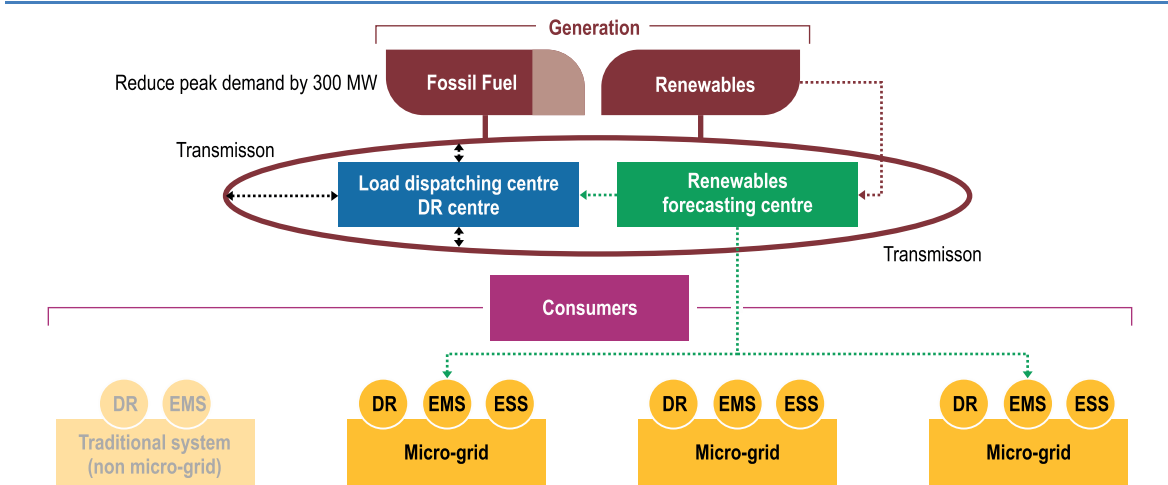 Generation
Reduce peak demand by 300 MW
Fossil Fuel
Renewables
Transmisson
Load dispatching centre
DR centre
Renewables
forecasting centre
Transmisson
Consumers
DR EMS
Traditional system
(non micro-grid)
DR EMS ESS
Micro-grid
DR EMS ESS
Micro-grid
DR EMS ESS
Micro-grid